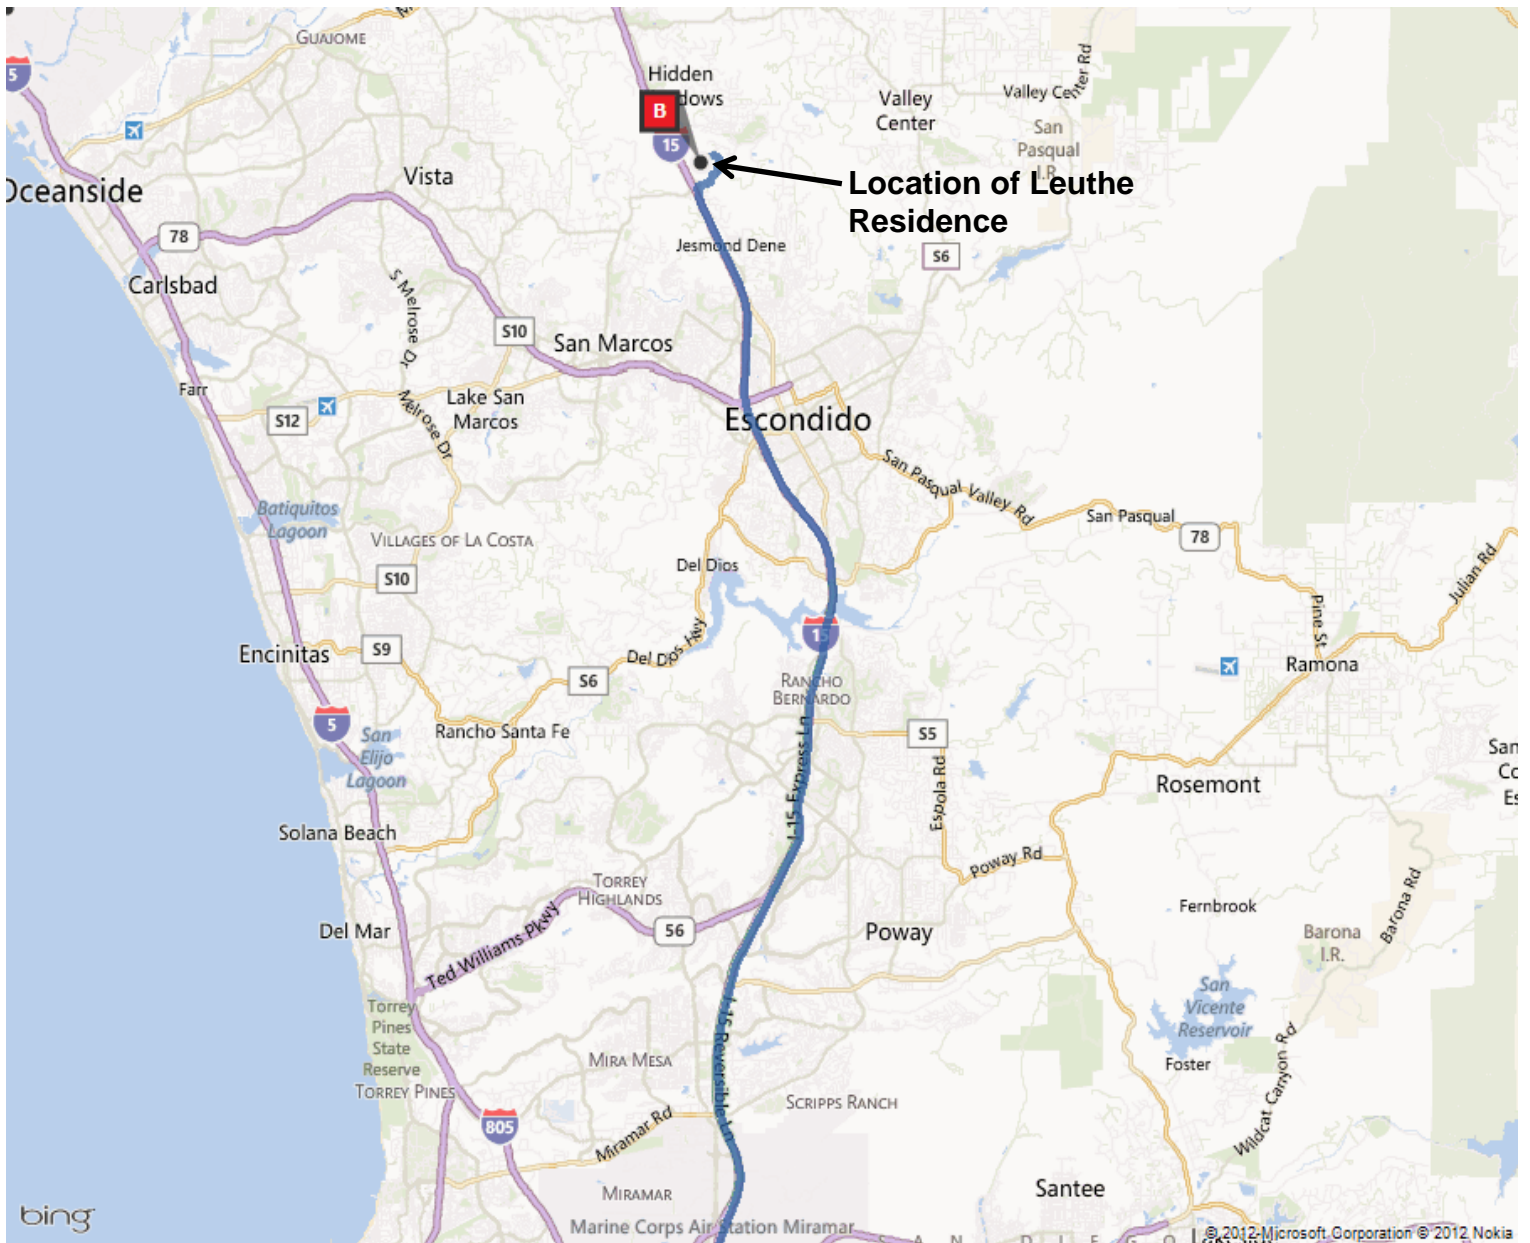 GUAJOME
5
Hidden
B
Valley
Center
San
Pasqual
I.R.
15
Oceanside
Vista
Location of Leuthe
Residence
78
Jesmond Dene
S6
Carlsbad
S Melrose Dr
S10
San Marcos
Farr
Lake San
Marcos
S12
Melrose Dr
Escondido
San Pasqual Valley Rd
San Pasqual
78
Batiquitos
Lagoon
VILLAGES OF LA COSTA
S10
Del Dios
Julian Rd
Pine St
15
Encinitas
S9
Del Dios Hwy
S6
Ramona
RANCHO
BERNARDO
5
San
Elijo
Lagoon
Rancho Santa Fe
S5
I-15 Express Ln
Espola Rd
Rosemont
San
Solana Beach
Poway Rd
TORREY
HIGHLANDS
Barona Rd
Fernbrook
Del Mar
Ted Williams Pkwy
56
Poway
Barona
I.R.
Torrey
Pines
State
Reserve
San
Vicente
Reservoir
I-15 Reversible Ln
MIRA MESA
Foster
TORREY PINES
SCRIPPS RANCH
805
Miramar Rd
Wildcat Canyon Rd
MIRAMAR
Santee
bing
Marine Corps Air Station Miramar
SAN DIEGO
© 2012 Microsoft Corporation © 2012 Nokia